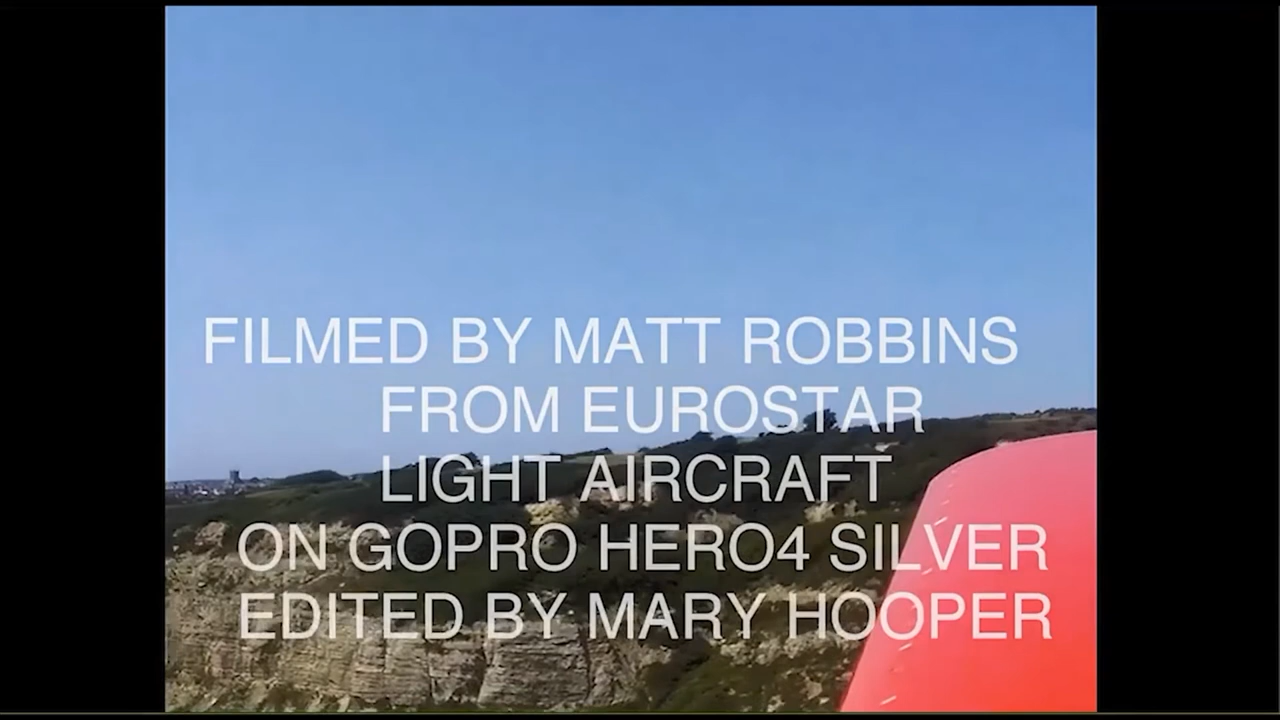 FILMED BY MATT ROBBINS
FROM EUROSTAR
LIGHT AIRCRAFT
ON GOPRO HERO4 SILVER
EDITED BY MARY HOOPER